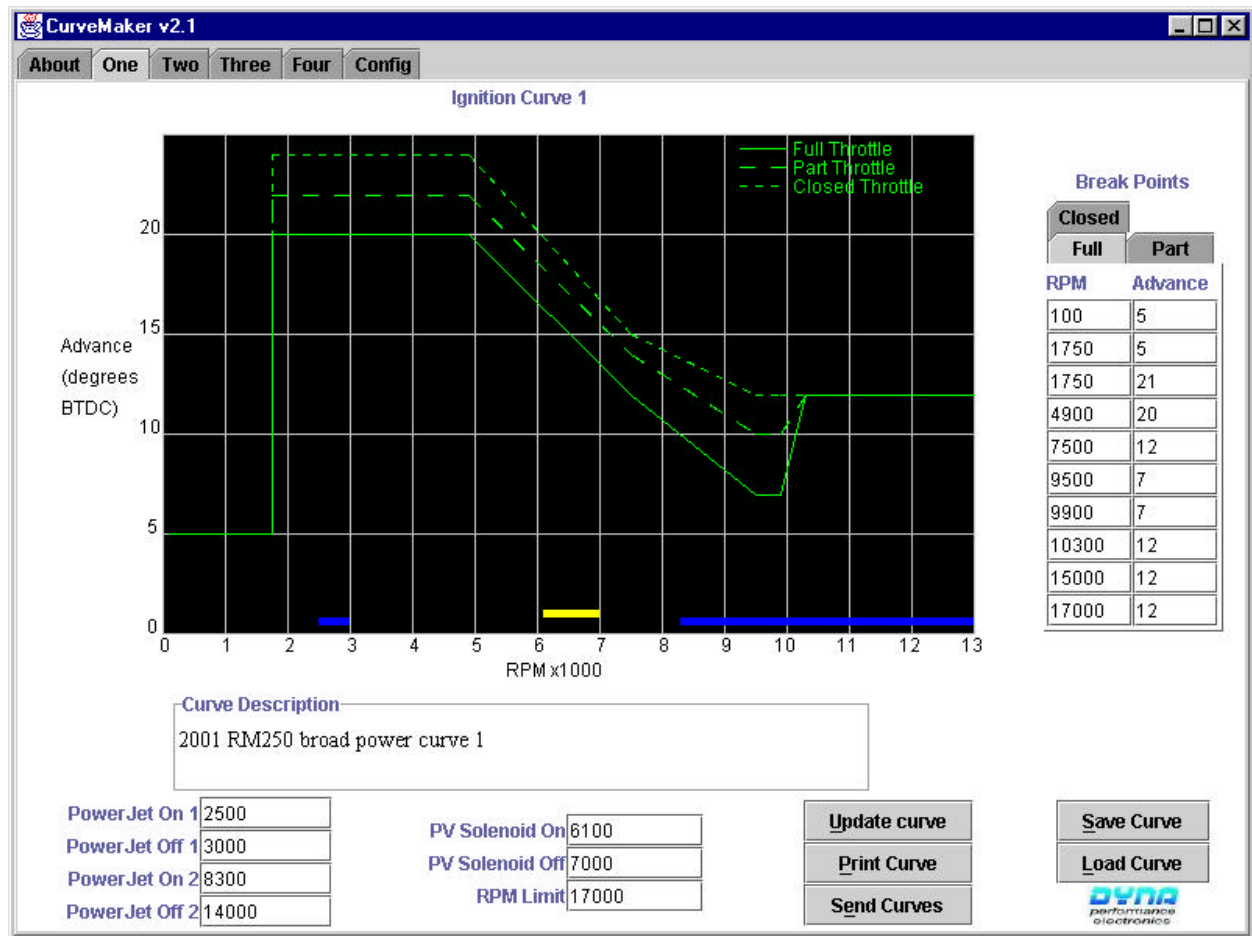 CurveMaker v2.1
About One Two Three Four Config
Ignition Curve 1
Full Throttle
Part Throttle
Closed Throttle
20
15
10
5
0
Advance
(degrees
BTDC)
0 1 2 3 4 5 6 7 8 9 10 11 12 13
RPM x1000
Break Points
Closed
Full Part
RPM Advance
100 5
1750 5
1750 21
4900 20
7500 12
9500 7
9900 7
10300 12
15000 12
17000 12
Curve Description
2001 RM250 broad power curve 1
PowerJet On 1 2500
PowerJet Off 1 3000
PowerJet On 2 8300
PowerJet Off 2 14000
PV Solenoid On 6100
PV Solenoid Off 7000
RPM Limit 17000
Update curve
Print Curve
Send Curves
Save Curve
Load Curve
DYNA
performance
electronics